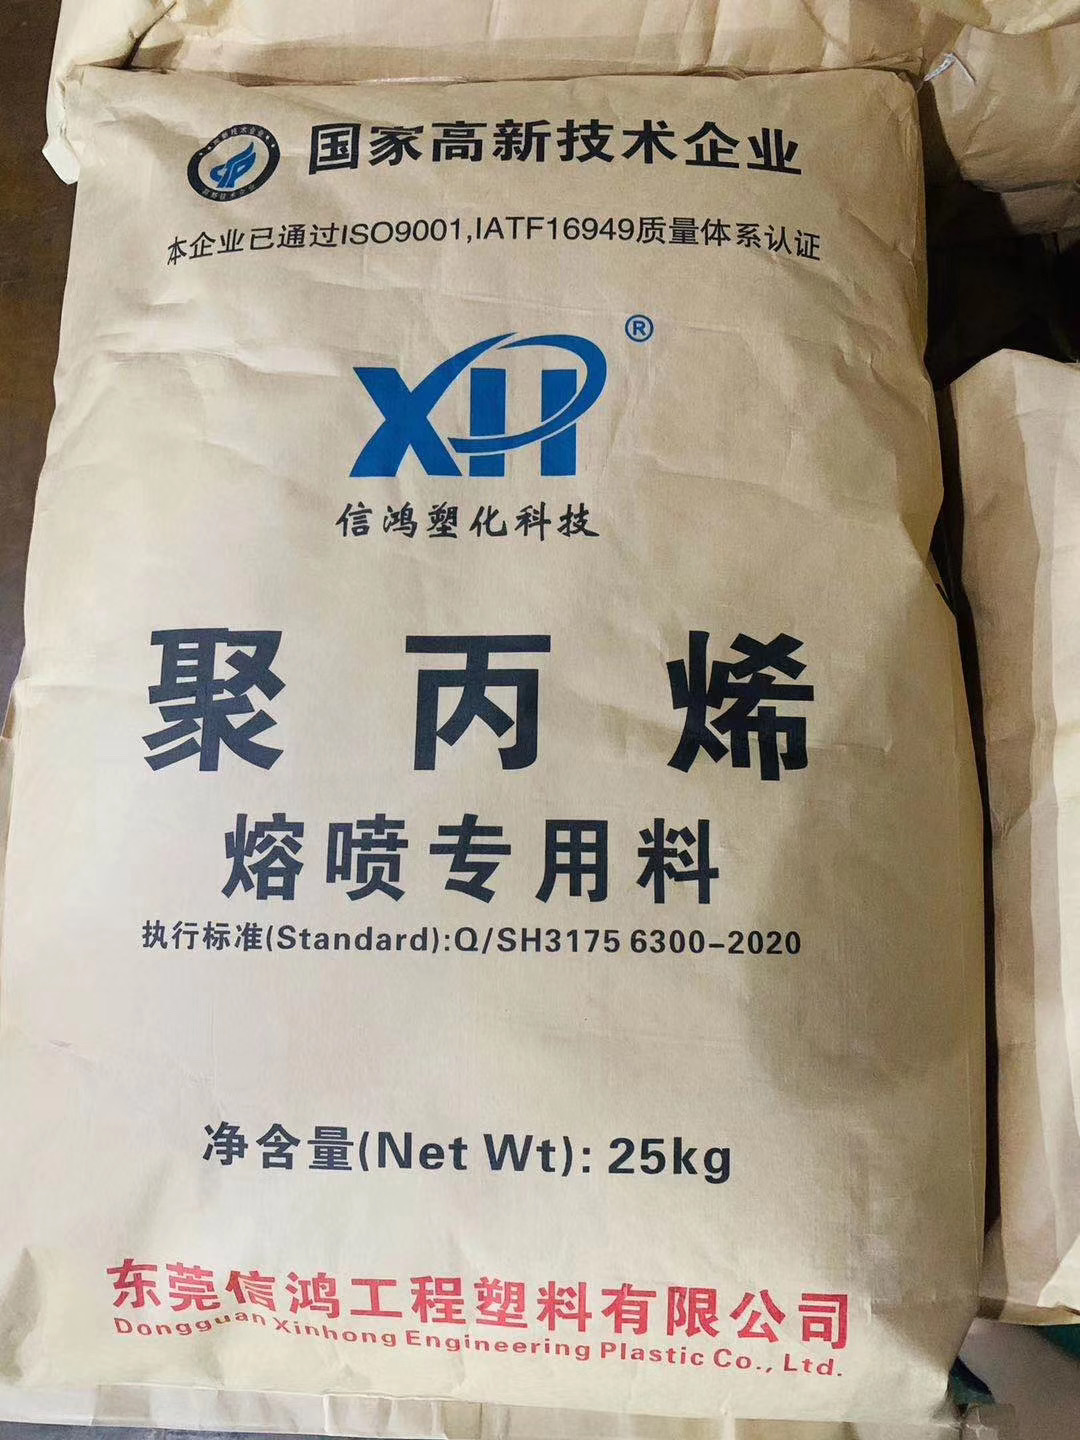 国家高新技术企业
本企业已通过ISO9001,IATF16949质量体系认证
XH®
信鸿塑化科技
聚丙烯
熔喷专用料
执行标准(Standard):Q/SH3175 6300-2020
净含量(Net Wt): 25kg
东莞信鸿工程塑料有限公司
Dongguan Xinhong Engineering Plastic Co., Ltd.